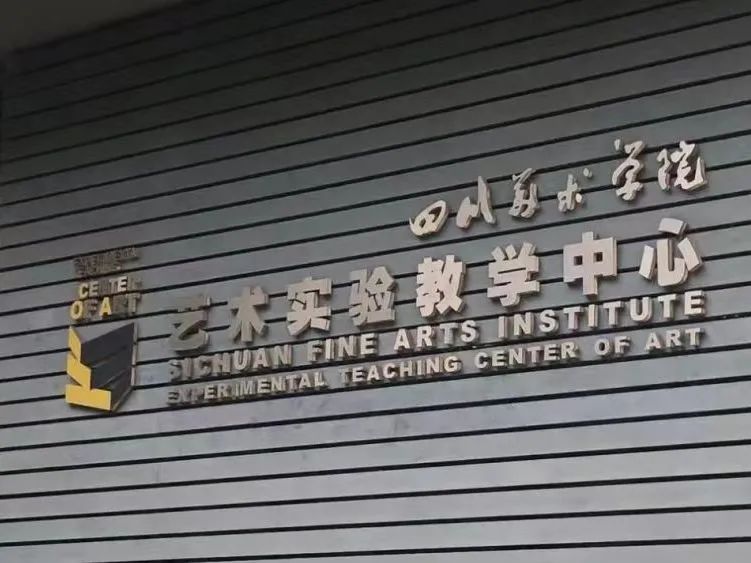 四川美术学院
艺术实验教学中心
SICHUAN FINE ARTS INSTITUTE
EXPERIMENTAL TEACHING CENTER OF ART
CENTER
OF ART